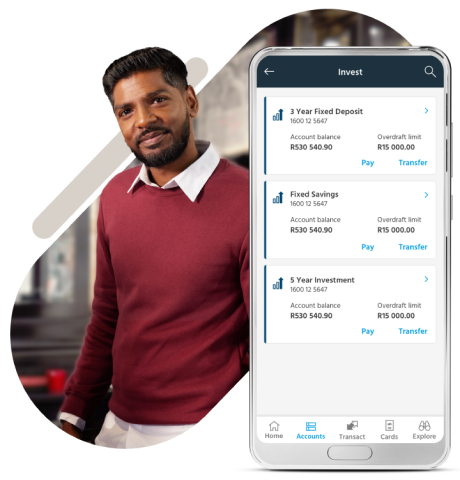 Invest
3 Year Fixed Deposit
1600 12 5647
Account balance Overdraft limit
R530 540.90 R15 000.00
Pay Transfer
Fixed Savings
1600 12 5647
Account balance Overdraft limit
R530 540.90 R15 000.00
Pay Transfer
5 Year Investment
1600 12 5647
Account balance Overdraft limit
R530 540.90 R15 000.00
Pay Transfer
Home Accounts Transact Cards Explore